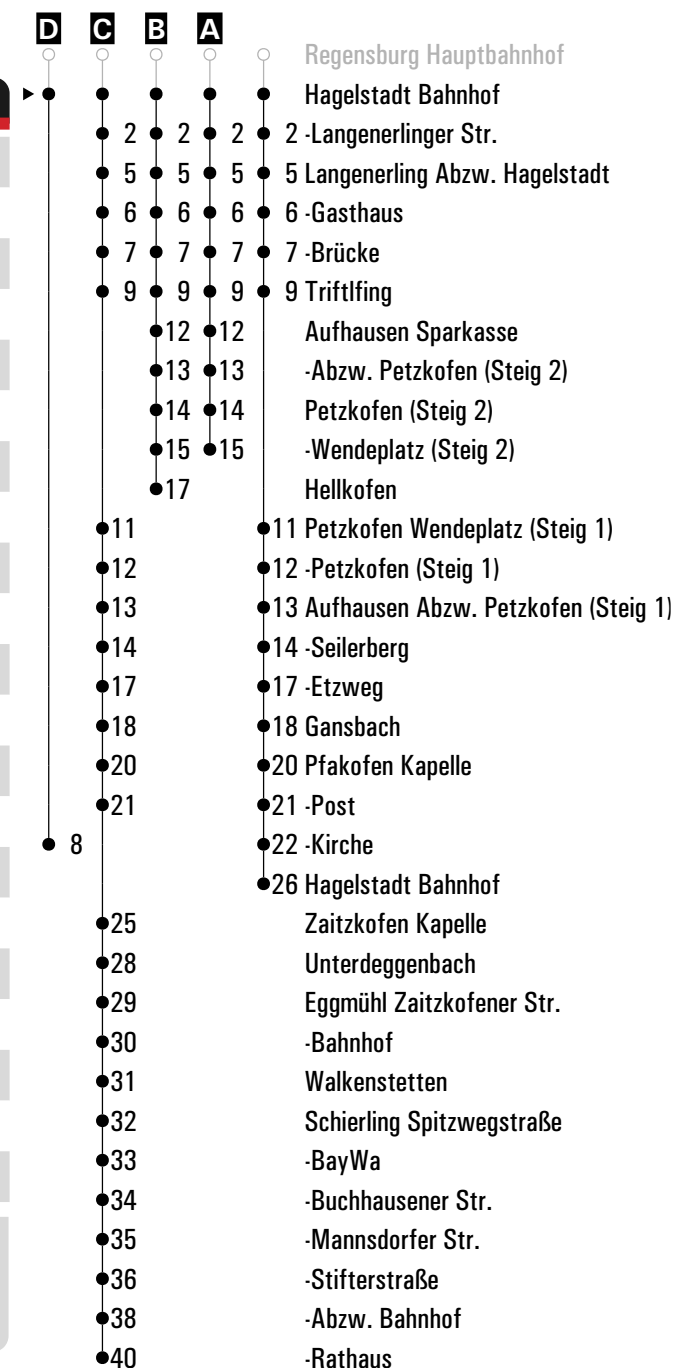 D C B A
Regensburg Hauptbahnhof
Hagelstadt Bahnhof
2 2 2 2 -Langenerlinger Str.
5 5 5 5 Langenerling Abzw. Hagelstadt
6 6 6 6 -Gasthaus
7 7 7 7 -Brücke
9 9 9 9 Triftlfing
12 12 Aufhausen Sparkasse
13 13 -Abzw. Petzkofen (Steig 2)
14 14 Petzkofen (Steig 2)
15 15 -Wendeplatz (Steig 2)
17 Hellkofen
11 11 Petzkofen Wendeplatz (Steig 1)
12 12 -Petzkofen (Steig 1)
13 13 Aufhausen Abzw. Petzkofen (Steig 1)
14 14 -Seilerberg
17 17 -Etzweg
18 18 Gansbach
20 20 Pfakofen Kapelle
21 21 -Post
8 22 -Kirche
26 Hagelstadt Bahnhof
25 Zaitzkofen Kapelle
28 Unterdeggenbach
29 Eggmühl Zaitzkofener Str.
30 -Bahnhof
31 Walkenstetten
32 Schierling Spitzwegstraße
33 -BayWa
34 -Buchhausener Str.
35 -Mannsdorfer Str.
36 -Stifterstraße
38 -Abzw. Bahnhof
40 -Rathaus